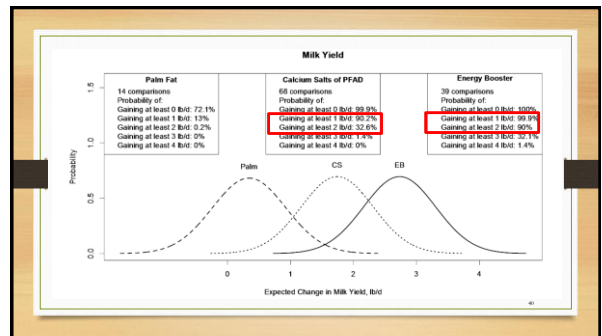 Milk Yield
Palm Fat
14 comparisons
Probability of:
Gaining at least 0 lb/d: 72.1%
Gaining at least 1 lb/d: 13%
Gaining at least 2 lb/d: 0.2%
Gaining at least 3 lb/d: 0%
Gaining at least 4 lb/d: 0%
Calcium Salts of PFAD
68 comparisons
Probability of:
Gaining at least 0 lb/d: 99.9%
Gaining at least 1 lb/d: 90.2%
Gaining at least 2 lb/d: 32.6%
Gaining at least 3 lb/d: 1.4%
Gaining at least 4 lb/d: 0%
Energy Booster
39 comparisons
Probability of:
Gaining at least 0 lb/d: 100%
Gaining at least 1 lb/d: 99.9%
Gaining at least 2 lb/d: 90%
Gaining at least 3 lb/d: 32.1%
Gaining at least 4 lb/d: 1.4%
Probability
1.5
1.0
0.5
0.0
Palm
CS
EB
0
1
2
3
4
Expected Change in Milk Yield, lb/d
40